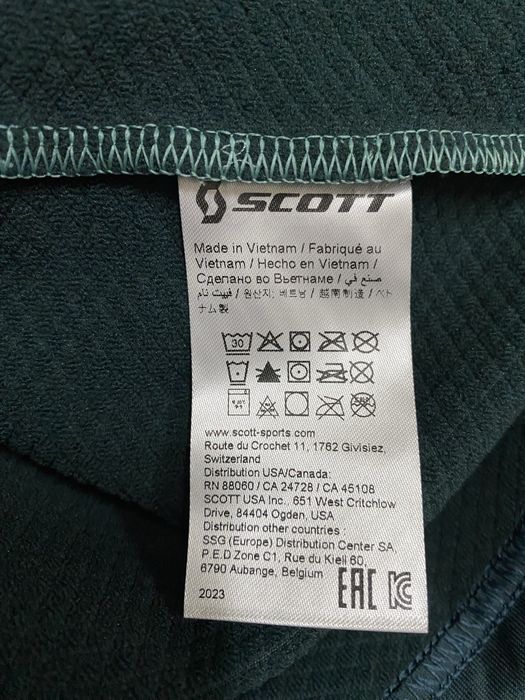 SCOTT
Made in Vietnam / Fabriqué au
Vietnam / Hecho en Vietnam /
Сделано во Вьетнаме / صنع في
فييت نام / 원산지: 베트남 / 越南制造 / ベト
ナム製
30
www.scott-sports.com
Route du Crochet 11, 1762 Givisiez,
Switzerland
Distribution USA/Canada:
RN 88060 / CA 24728 / CA 45108
SCOTT USA Inc., 651 West Critchlow
Drive, 84404 Ogden, USA
Distribution other countries :
SSG (Europe) Distribution Center SA,
P.E.D Zone C1, Rue du Kiell 60,
6790 Aubange, Belgium
2023 EAC KC